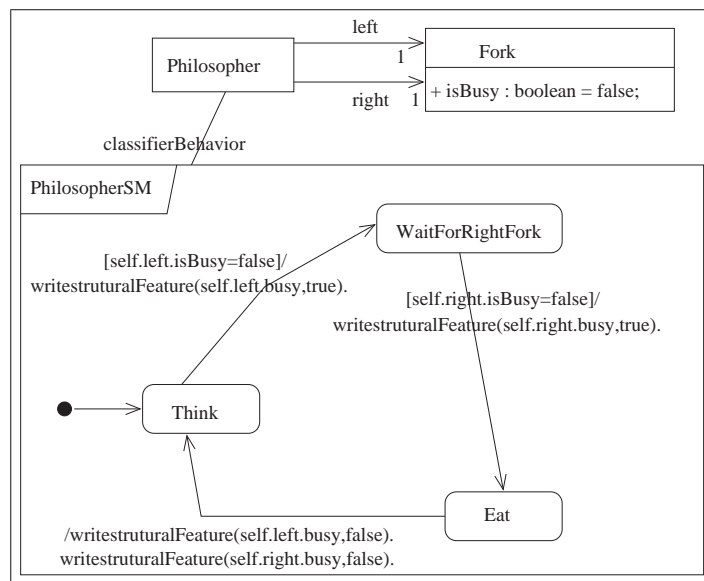 left
Fork
Philosopher
1
+ isBusy : boolean = false;
right
1
classifierBehavior
PhilosopherSM
WaitForRightFork
[self.left.isBusy=false]/
writestruturalFeature(self.left.busy,true).
[self.right.isBusy=false]/
writestruturalFeature(self.right.busy,true).
Think
Eat
/writestruturalFeature(self.left.busy,false).
writestruturalFeature(self.right.busy,false).